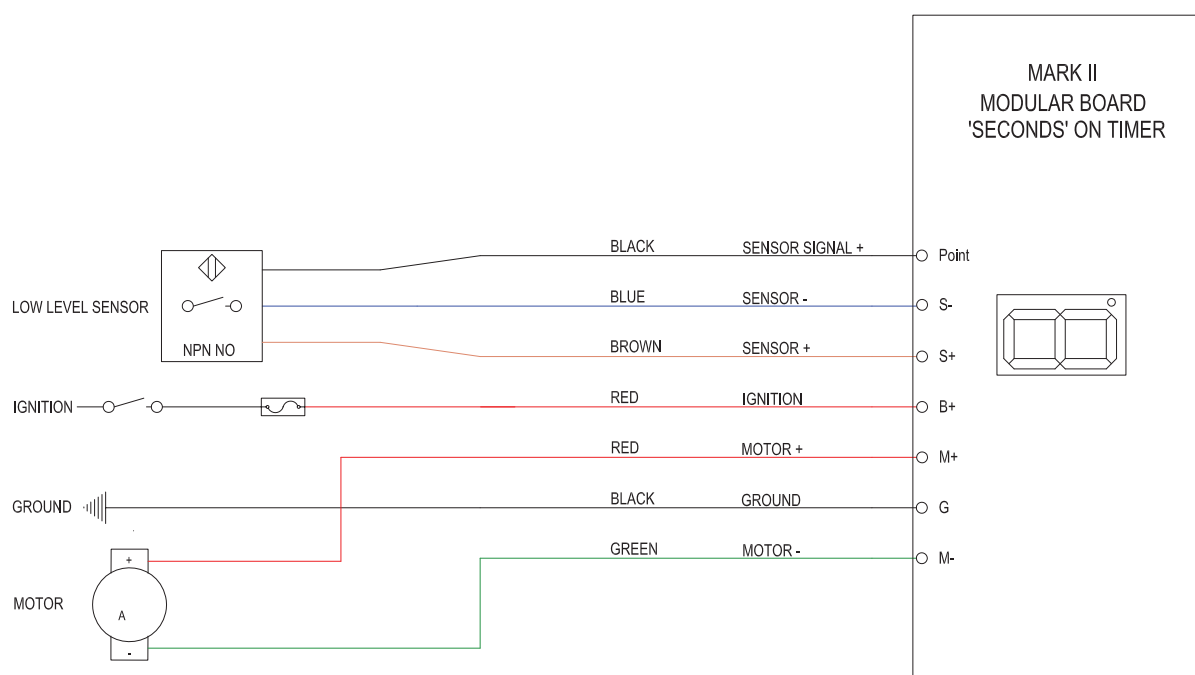 MARK II
MODULAR BOARD
'SECONDS' ON TIMER
BLACK SENSOR SIGNAL + Point
LOW LEVEL SENSOR BLUE SENSOR - S-
NPN NO BROWN SENSOR + S+
IGNITION RED IGNITION B+
RED MOTOR + M+
GROUND BLACK GROUND G
GREEN MOTOR - M-
+
MOTOR A
-